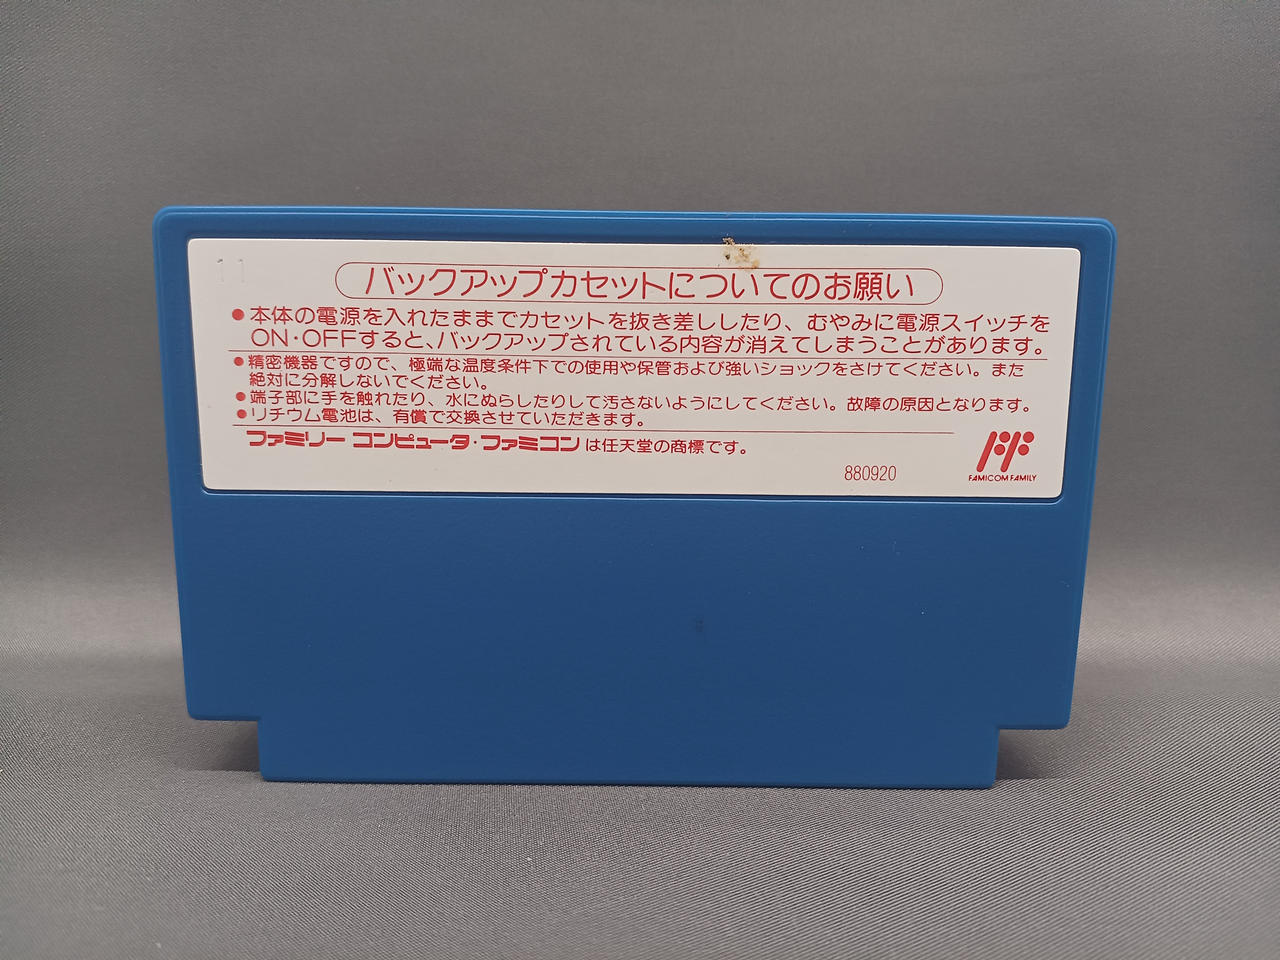 11
バックアップカセットについてのお願い
●本体の電源を入れたままでカセットを抜き差ししたり、むやみに電源スイッチを
ON・OFFすると、バックアップされている内容が消えてしまうことがあります。
●精密機器ですので、極端な温度条件下での使用や保管および強いショックをさけてください。また
絶対に分解しないでください。
●端子部に手を触れたり、水にぬらしたりして汚さないようにしてください。故障の原因となります。
●リチウム電池は、有償で交換させていただきます。
ファミリーコンピュータ・ファミコンは任天堂の商標です。
880920
FAMICOM FAMILY